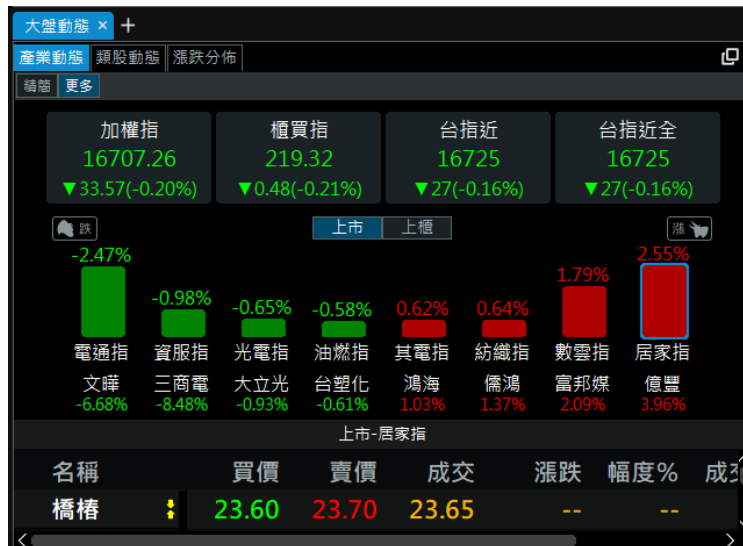 大盤動態 × +
產業動態 類股動態 漲跌分佈
精簡 更多
加權指 櫃買指 台指近 台指近全
16707.26 219.32 16725 16725
▼33.57(-0.20%) ▼0.48(-0.21%) ▼27(-0.16%) ▼27(-0.16%)
跌 上市 上櫃 漲
-2.47% -0.98% -0.65% -0.58% 0.62% 0.64% 1.79% 2.55%
電通指 資服指 光電指 油燃指 其電指 紡織指 數雲指 居家指
文曄 三商電 大立光 台塑化 鴻海 儒鴻 富邦媒 億豐
-6.68% -8.48% -0.93% -0.61% 1.03% 1.37% 2.09% 3.96%
上市-居家指
名稱 買價 賣價 成交 漲跌 幅度% 成
橋椿 23.60 23.70 23.65 -- --